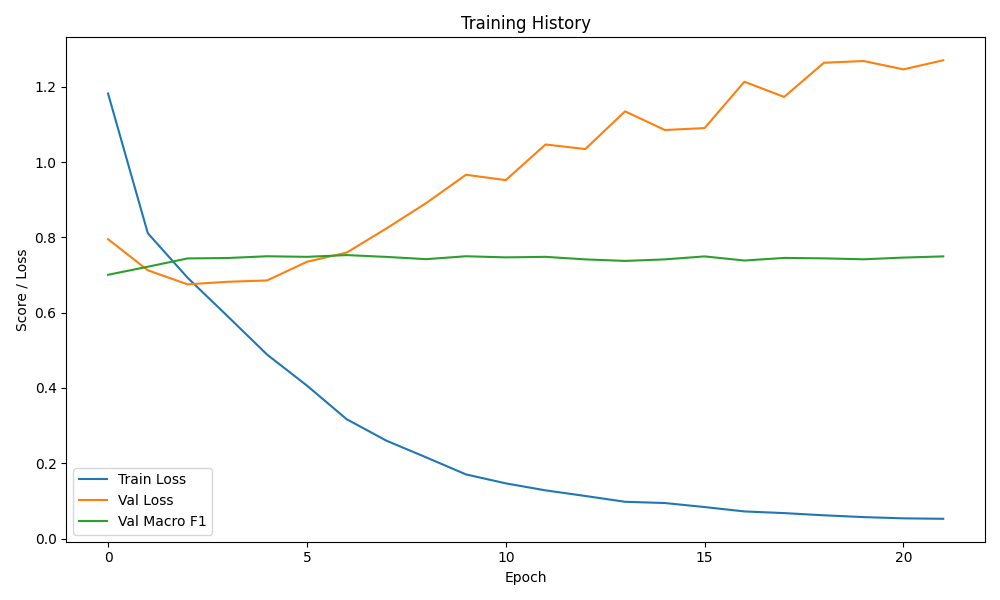 Training History
Score / Loss
1.2
1.0
0.8
0.6
0.4
0.2
0.0
Train Loss
Val Loss
Val Macro F1
0 5 10 15 20
Epoch